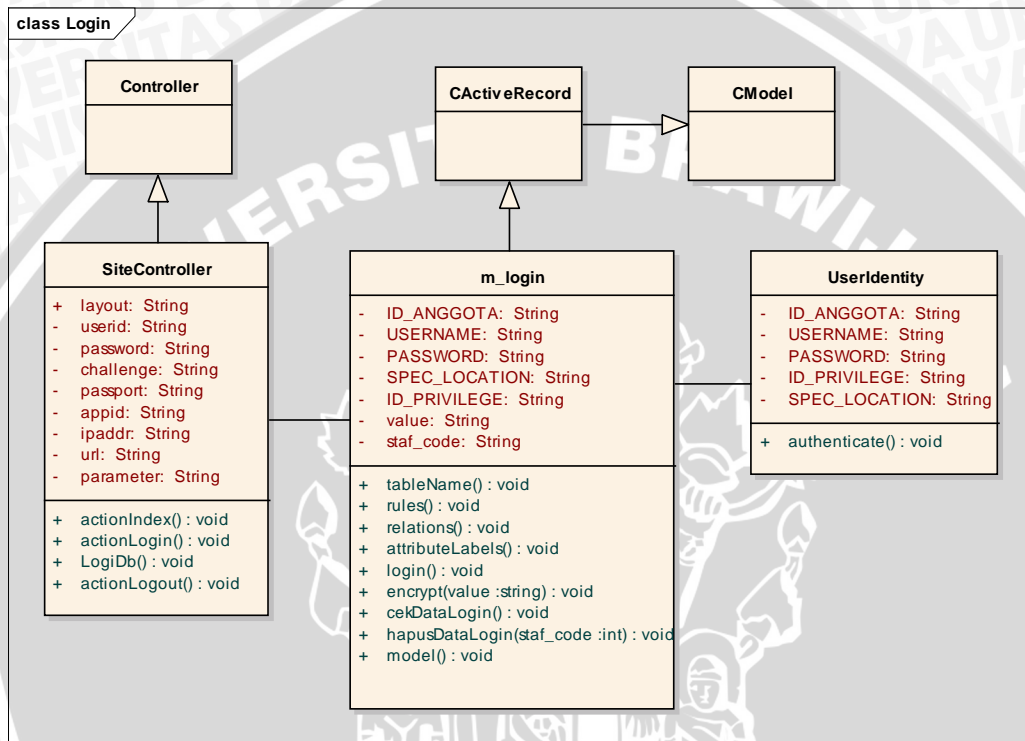 class Login
Controller
CActiveRecord
CModel
SiteController
+ layout: String
- userid: String
- password: String
- challenge: String
- passport: String
- appid: String
- ipaddr: String
- url: String
- parameter: String
+ actionIndex() : void
+ actionLogin() : void
+ LogiDb() : void
+ actionLogout() : void
m_login
- ID_ANGGOTA: String
- USERNAME: String
- PASSWORD: String
- SPEC_LOCATION: String
- ID_PRIVILEGE: String
- value: String
- staf_code: String
+ tableName() : void
+ rules() : void
+ relations() : void
+ attributeLabels() : void
+ login() : void
+ encrypt(value :string) : void
+ cekDataLogin() : void
+ hapusDataLogin(staf_code :int) : void
+ model() : void
UserIdentity
- ID_ANGGOTA: String
- USERNAME: String
- PASSWORD: String
- ID_PRIVILEGE: String
- SPEC_LOCATION: String
+ authenticate() : void